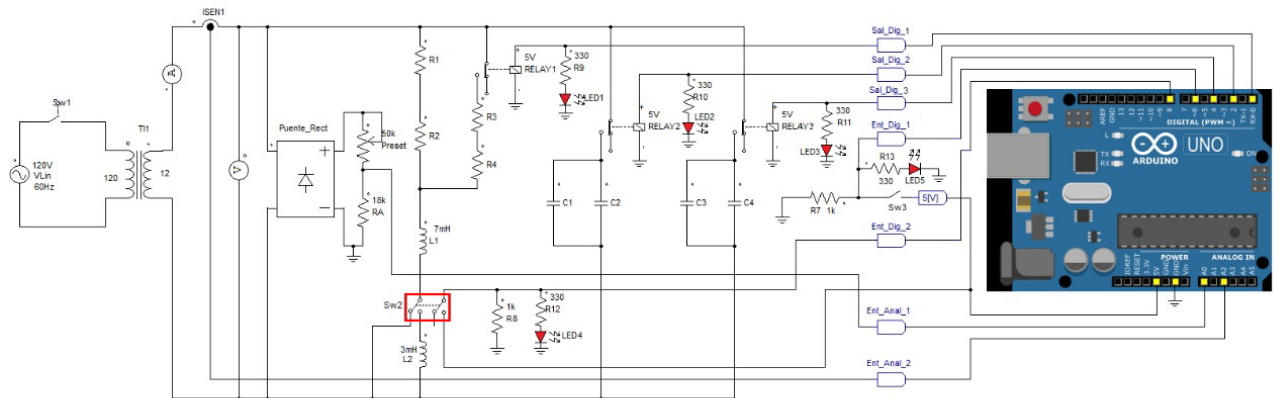 ISEN1
A
Sw1
120V
VLin
60Hz
TI1
120
12
V
Puente_Rect
50k
Preset
18k
RA
R1
R2
R3
R4
7mH
L1
Sw2
3mH
L2
5V
RELAY1
330
R9
LED1
5V
RELAY2
330
R10
LED2
5V
RELAY3
330
R11
LED3
C1
C2
C3
C4
1k
R8
330
R12
LED4
R7 1k
R13
330
LED5
Sw3
5[V]
Sal_Dig_1
Sal_Dig_2
Sal_Dig_3
Ent_Dig_1
Ent_Dig_2
Ent_Anal_1
Ent_Anal_2
AREF
GND
13
12
~11
~10
~9
8
7
~6
~5
4
~3
2
TX-1
RX-0
DIGITAL (PWM ~)
L
TX
RX
ARDUINO
UNO
ON
IOREF
RESET
3.3V
5V
GND
GND
Vin
POWER
ANALOG IN
A0
A1
A2
A3
A4
A5